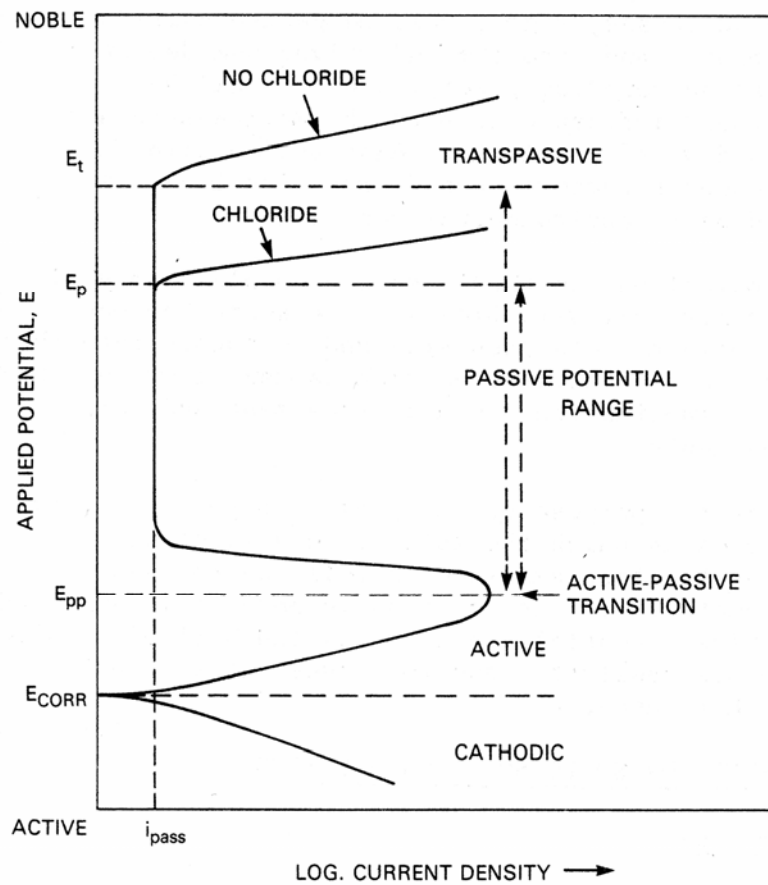 NOBLE
NO CHLORIDE
Et
TRANSPASSIVE
CHLORIDE
Ep
APPLIED POTENTIAL, E
PASSIVE POTENTIAL
RANGE
Epp
ACTIVE-PASSIVE
TRANSITION
ACTIVE
ECORR
CATHODIC
ACTIVE
ipass
LOG. CURRENT DENSITY